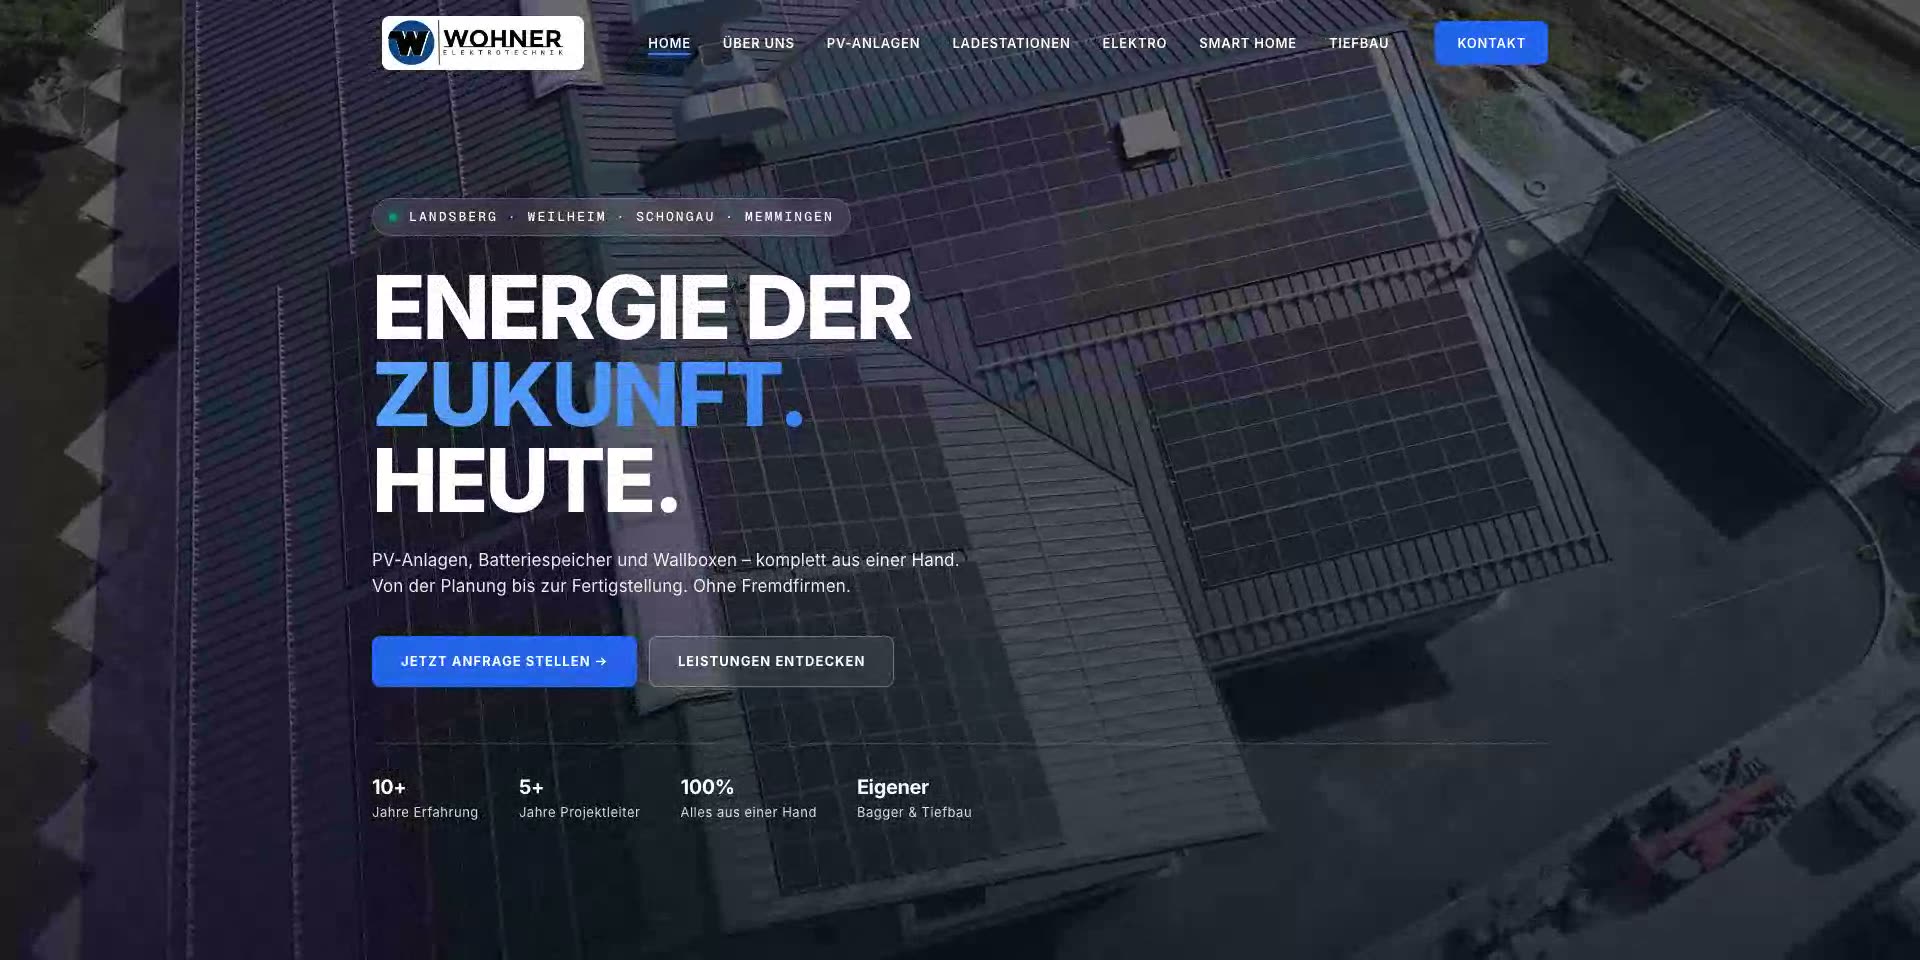 W WOHNER
ELEKTROTECHNIK
HOME
ÜBER UNS
PV-ANLAGEN
LADESTATIONEN
ELEKTRO
SMART HOME
TIEFBAU
KONTAKT
LANDSBERG · WEILHEIM · SCHONGAU · MEMMINGEN
ENERGIE DER
ZUKUNFT.
HEUTE.
PV-Anlagen, Batteriespeicher und Wallboxen – komplett aus einer Hand.
Von der Planung bis zur Fertigstellung. Ohne Fremdfirmen.
JETZT ANFRAGE STELLEN →
LEISTUNGEN ENTDECKEN
10+
Jahre Erfahrung
5+
Jahre Projektleiter
100%
Alles aus einer Hand
Eigener
Bagger & Tiefbau